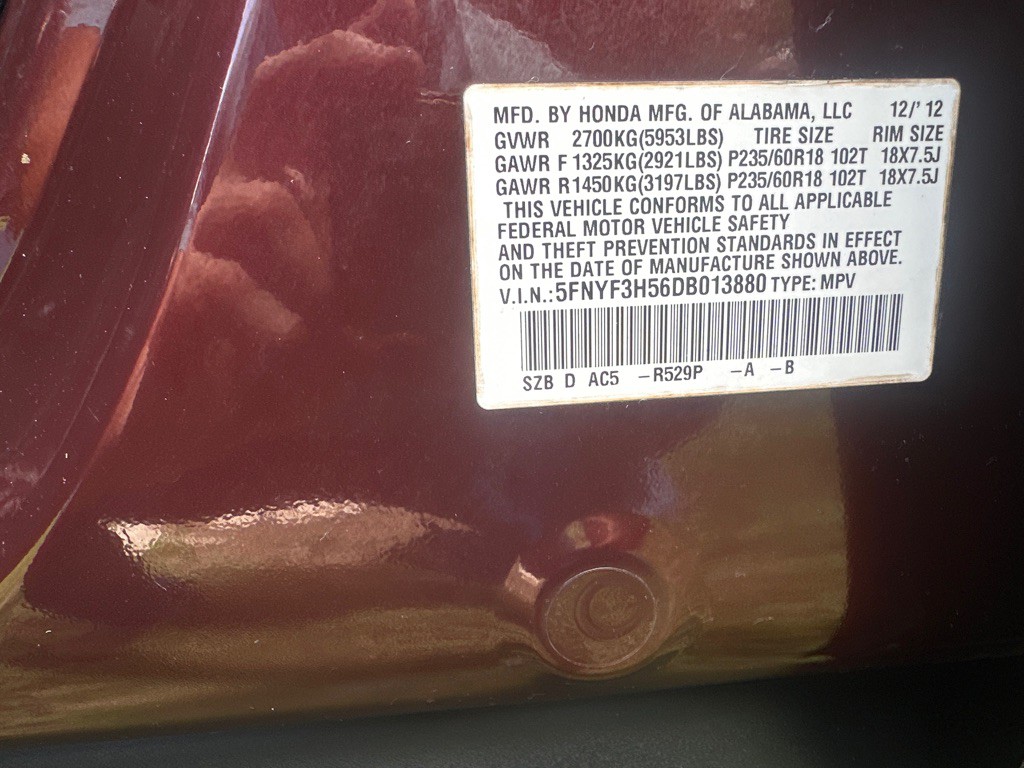 MFD. BY HONDA MFG. OF ALABAMA, LLC 12/'12
GVWR 2700KG(5953LBS) TIRE SIZE RIM SIZE
GAWR F 1325KG(2921LBS) P235/60R18 102T 18X7.5J
GAWR R1450KG(3197LBS) P235/60R18 102T 18X7.5J
THIS VEHICLE CONFORMS TO ALL APPLICABLE
FEDERAL MOTOR VEHICLE SAFETY
AND THEFT PREVENTION STANDARDS IN EFFECT
ON THE DATE OF MANUFACTURE SHOWN ABOVE.
V.I.N.:5FNYF3H56DB013880 TYPE: MPV
SZB D AC5 -R529P -A -B